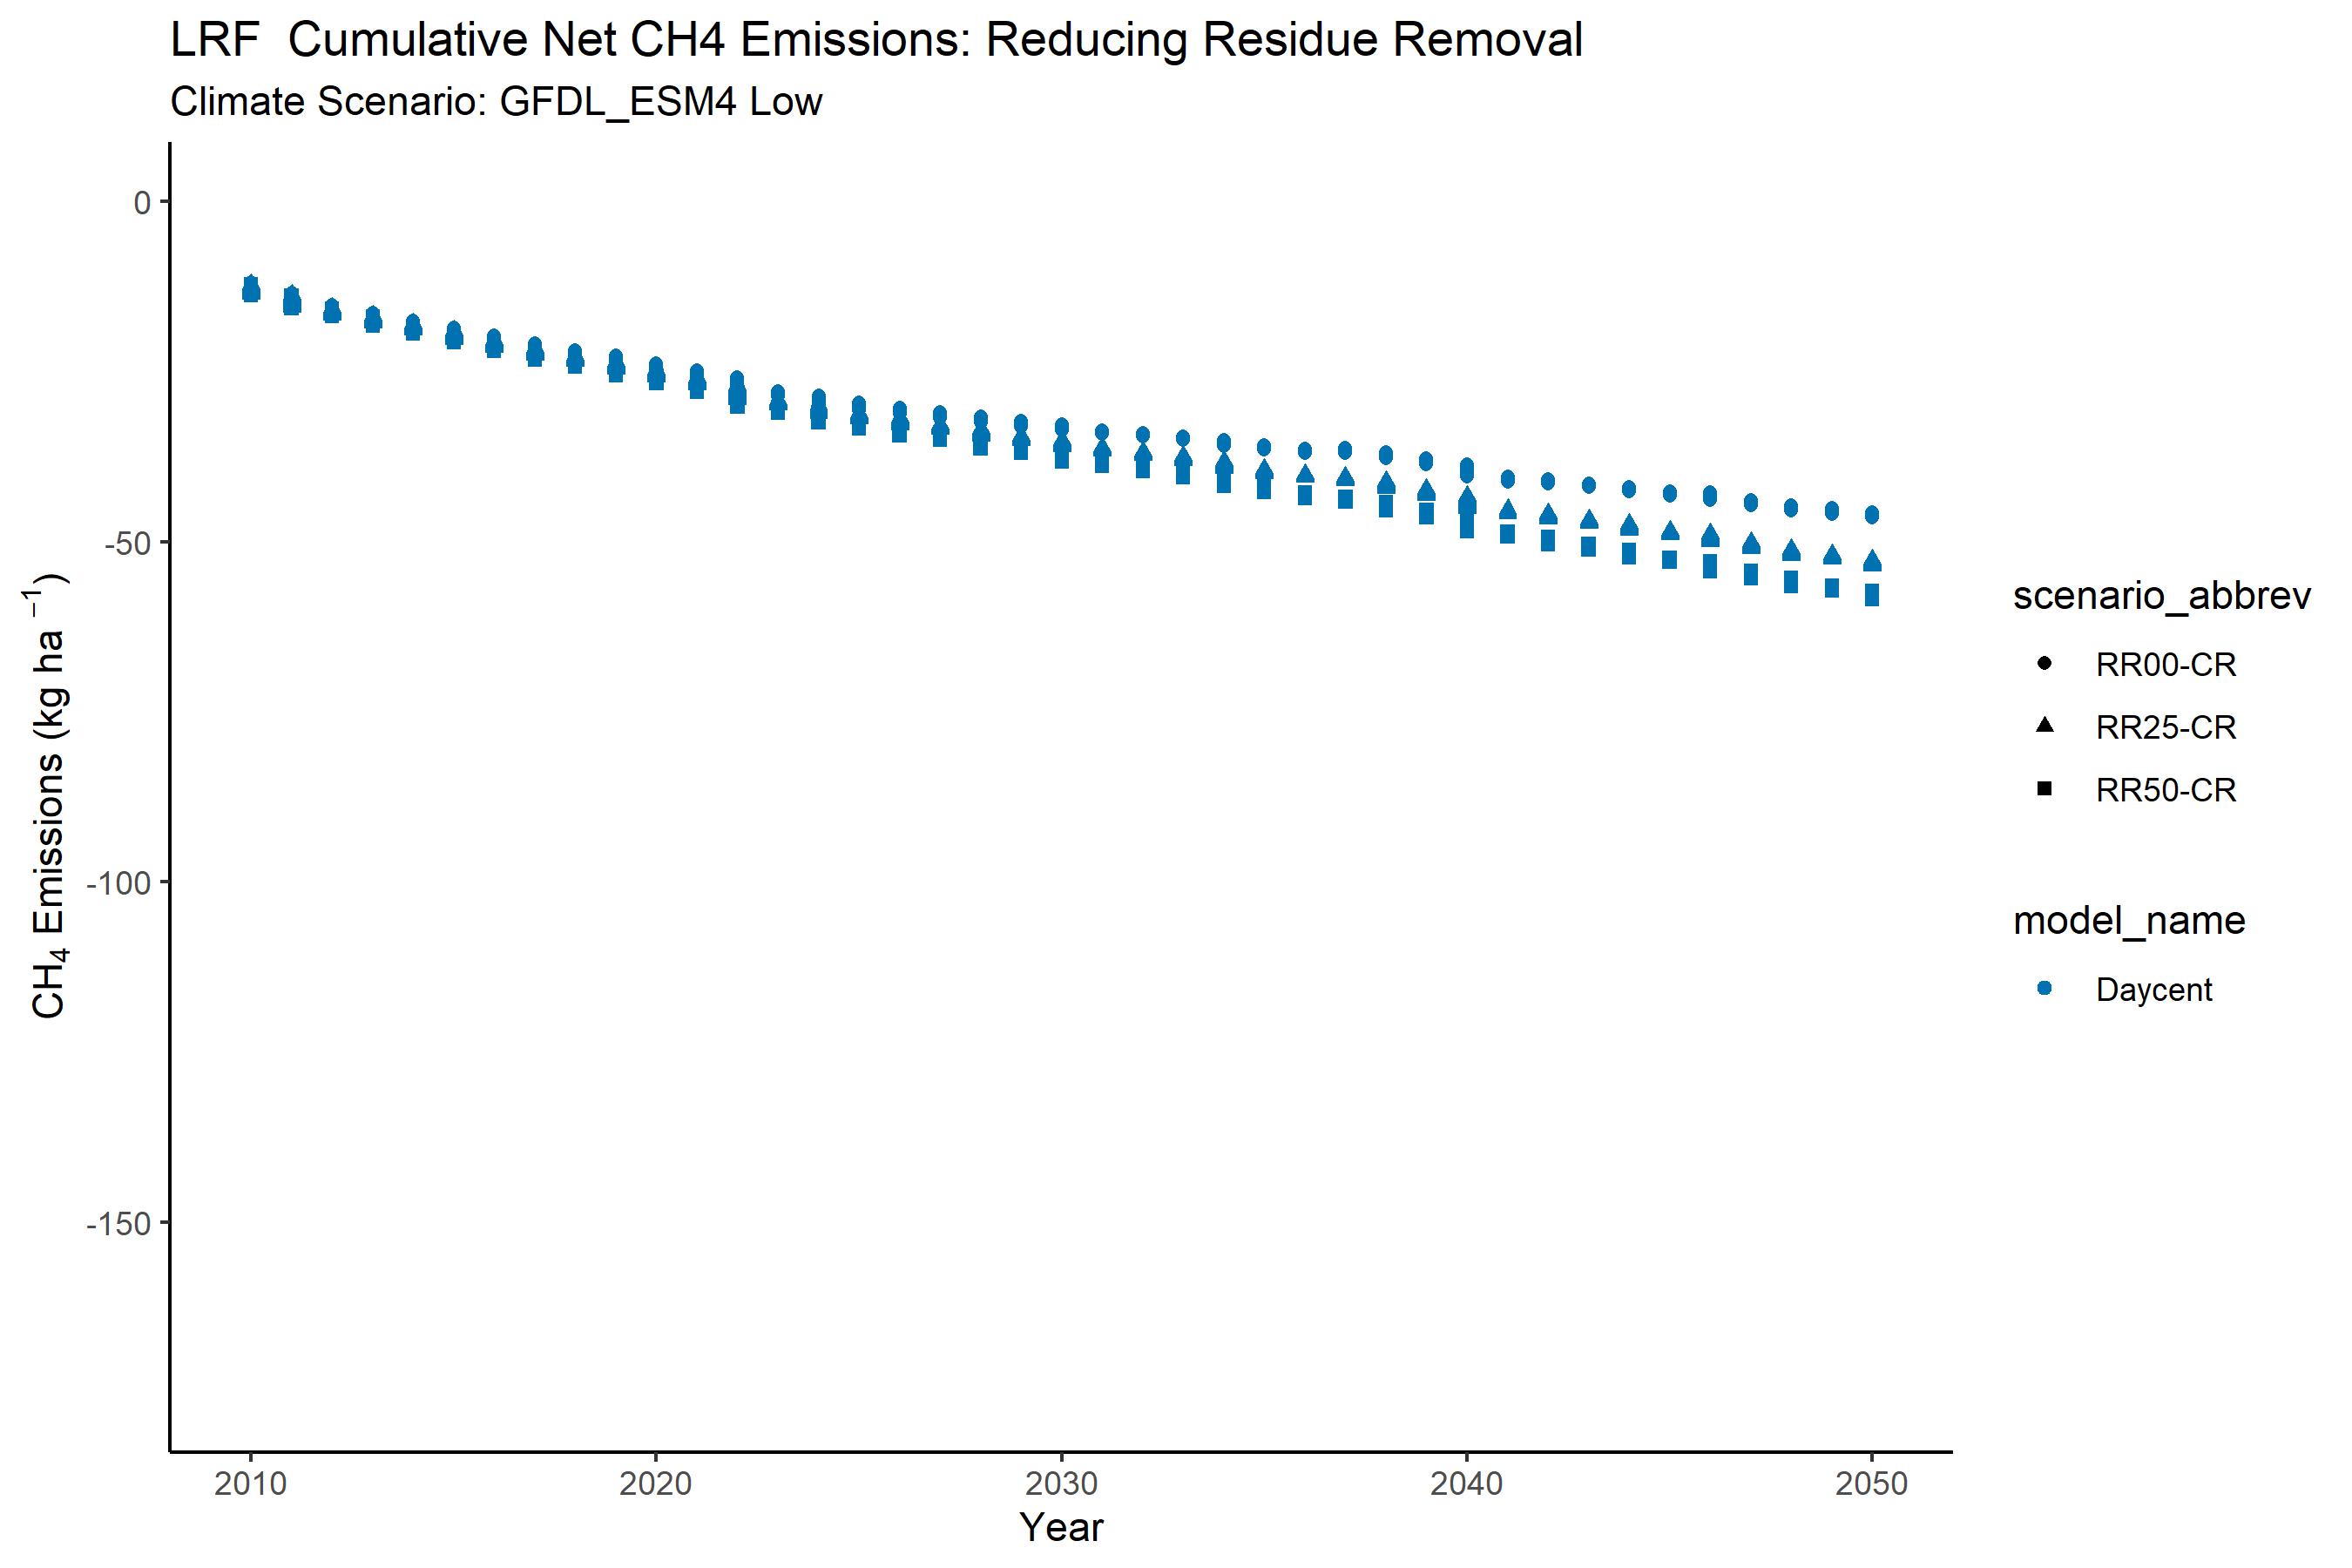 LRF  Cumulative Net CH4 Emissions: Reducing Residue Removal
Climate Scenario: GFDL_ESM4 Low
0
-50
-100
-150
CH₄ Emissions (kg ha ⁻¹)
2010 2020 2030 2040 2050
Year
scenario_abbrev
RR00-CR
RR25-CR
RR50-CR
model_name
Daycent